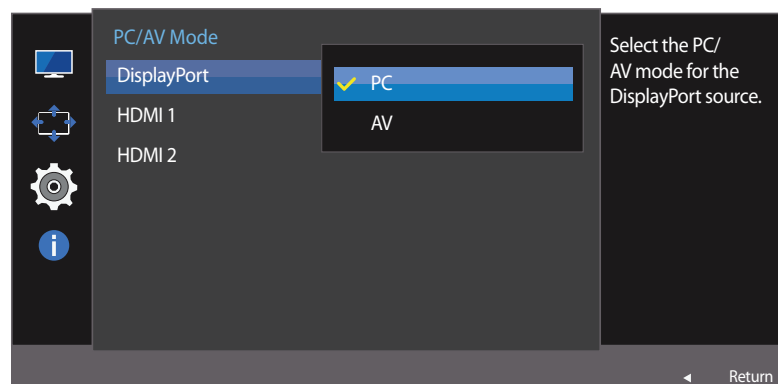 PC/AV Mode
DisplayPort
HDMI 1
HDMI 2
PC
AV
Select the PC/
AV mode for the
DisplayPort source.
Return